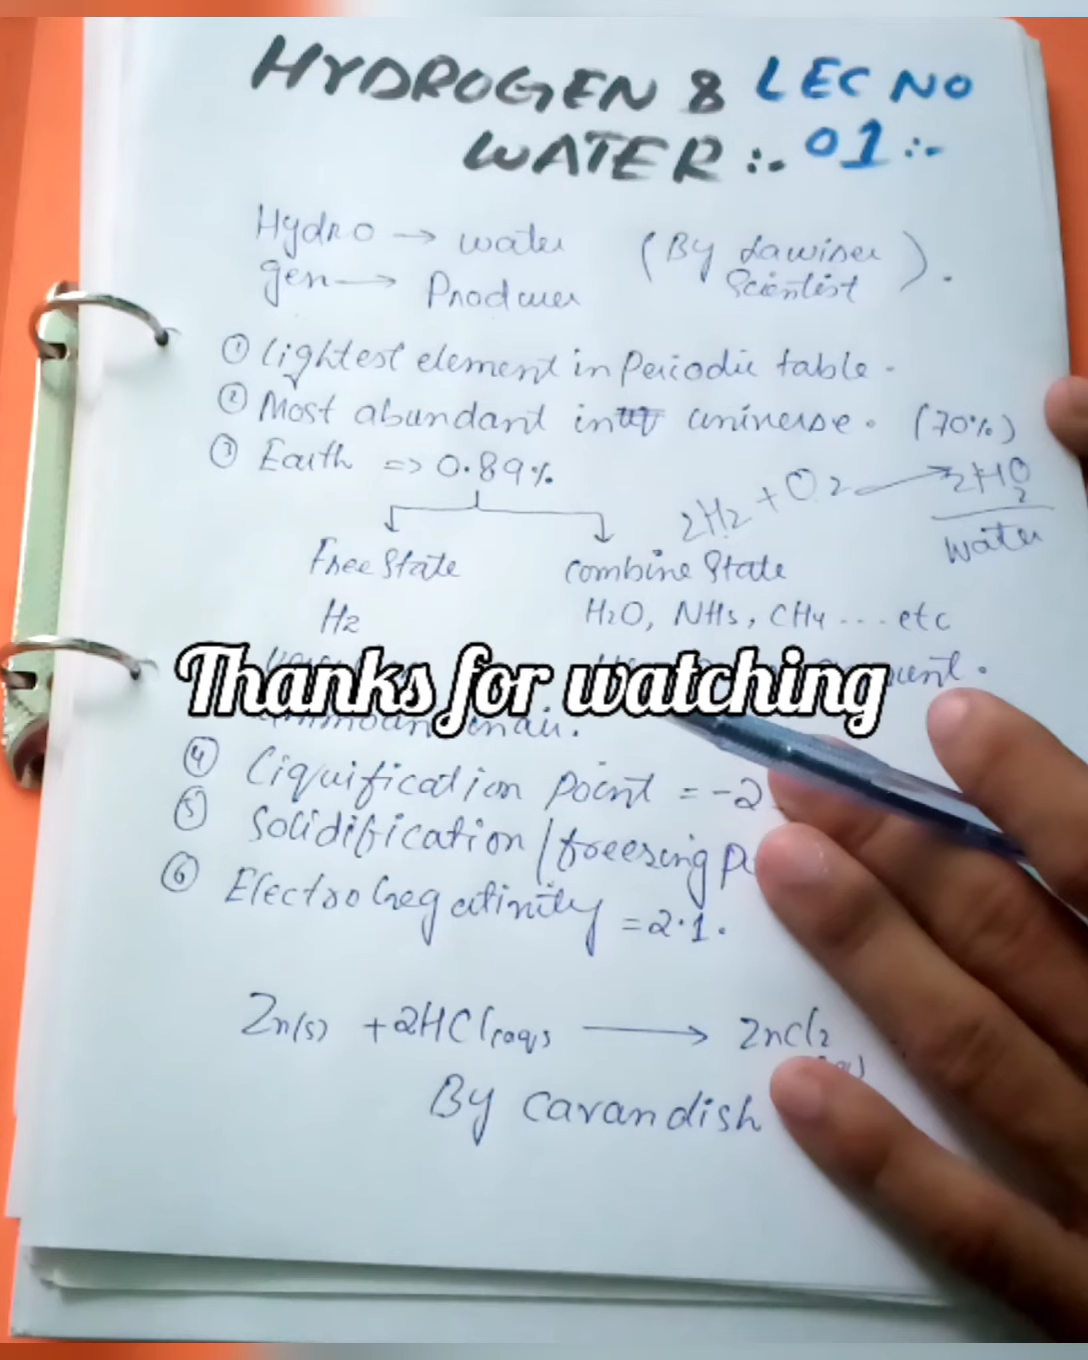 HYDROGEN & LEC NO
WATER :- 01 :-
Hydro → water (By Lawiser
gen → Producer Scientist).
① lightest element in Periodic table.
② Most abundant in universe. (70%)
③ Earth => 0.89%
2H2 + O2 → 2H2O
water
Free State Combine State
H2 H2O, NH3, CH4 ... etc
Thanks for watching
in air.
④ Liquification point = -2
⑤ Solidification/freezing
⑥ Electrolnegativity = 2.1.
Zn(s) + 2HCl(aq) → ZnCl2
By Cavandish